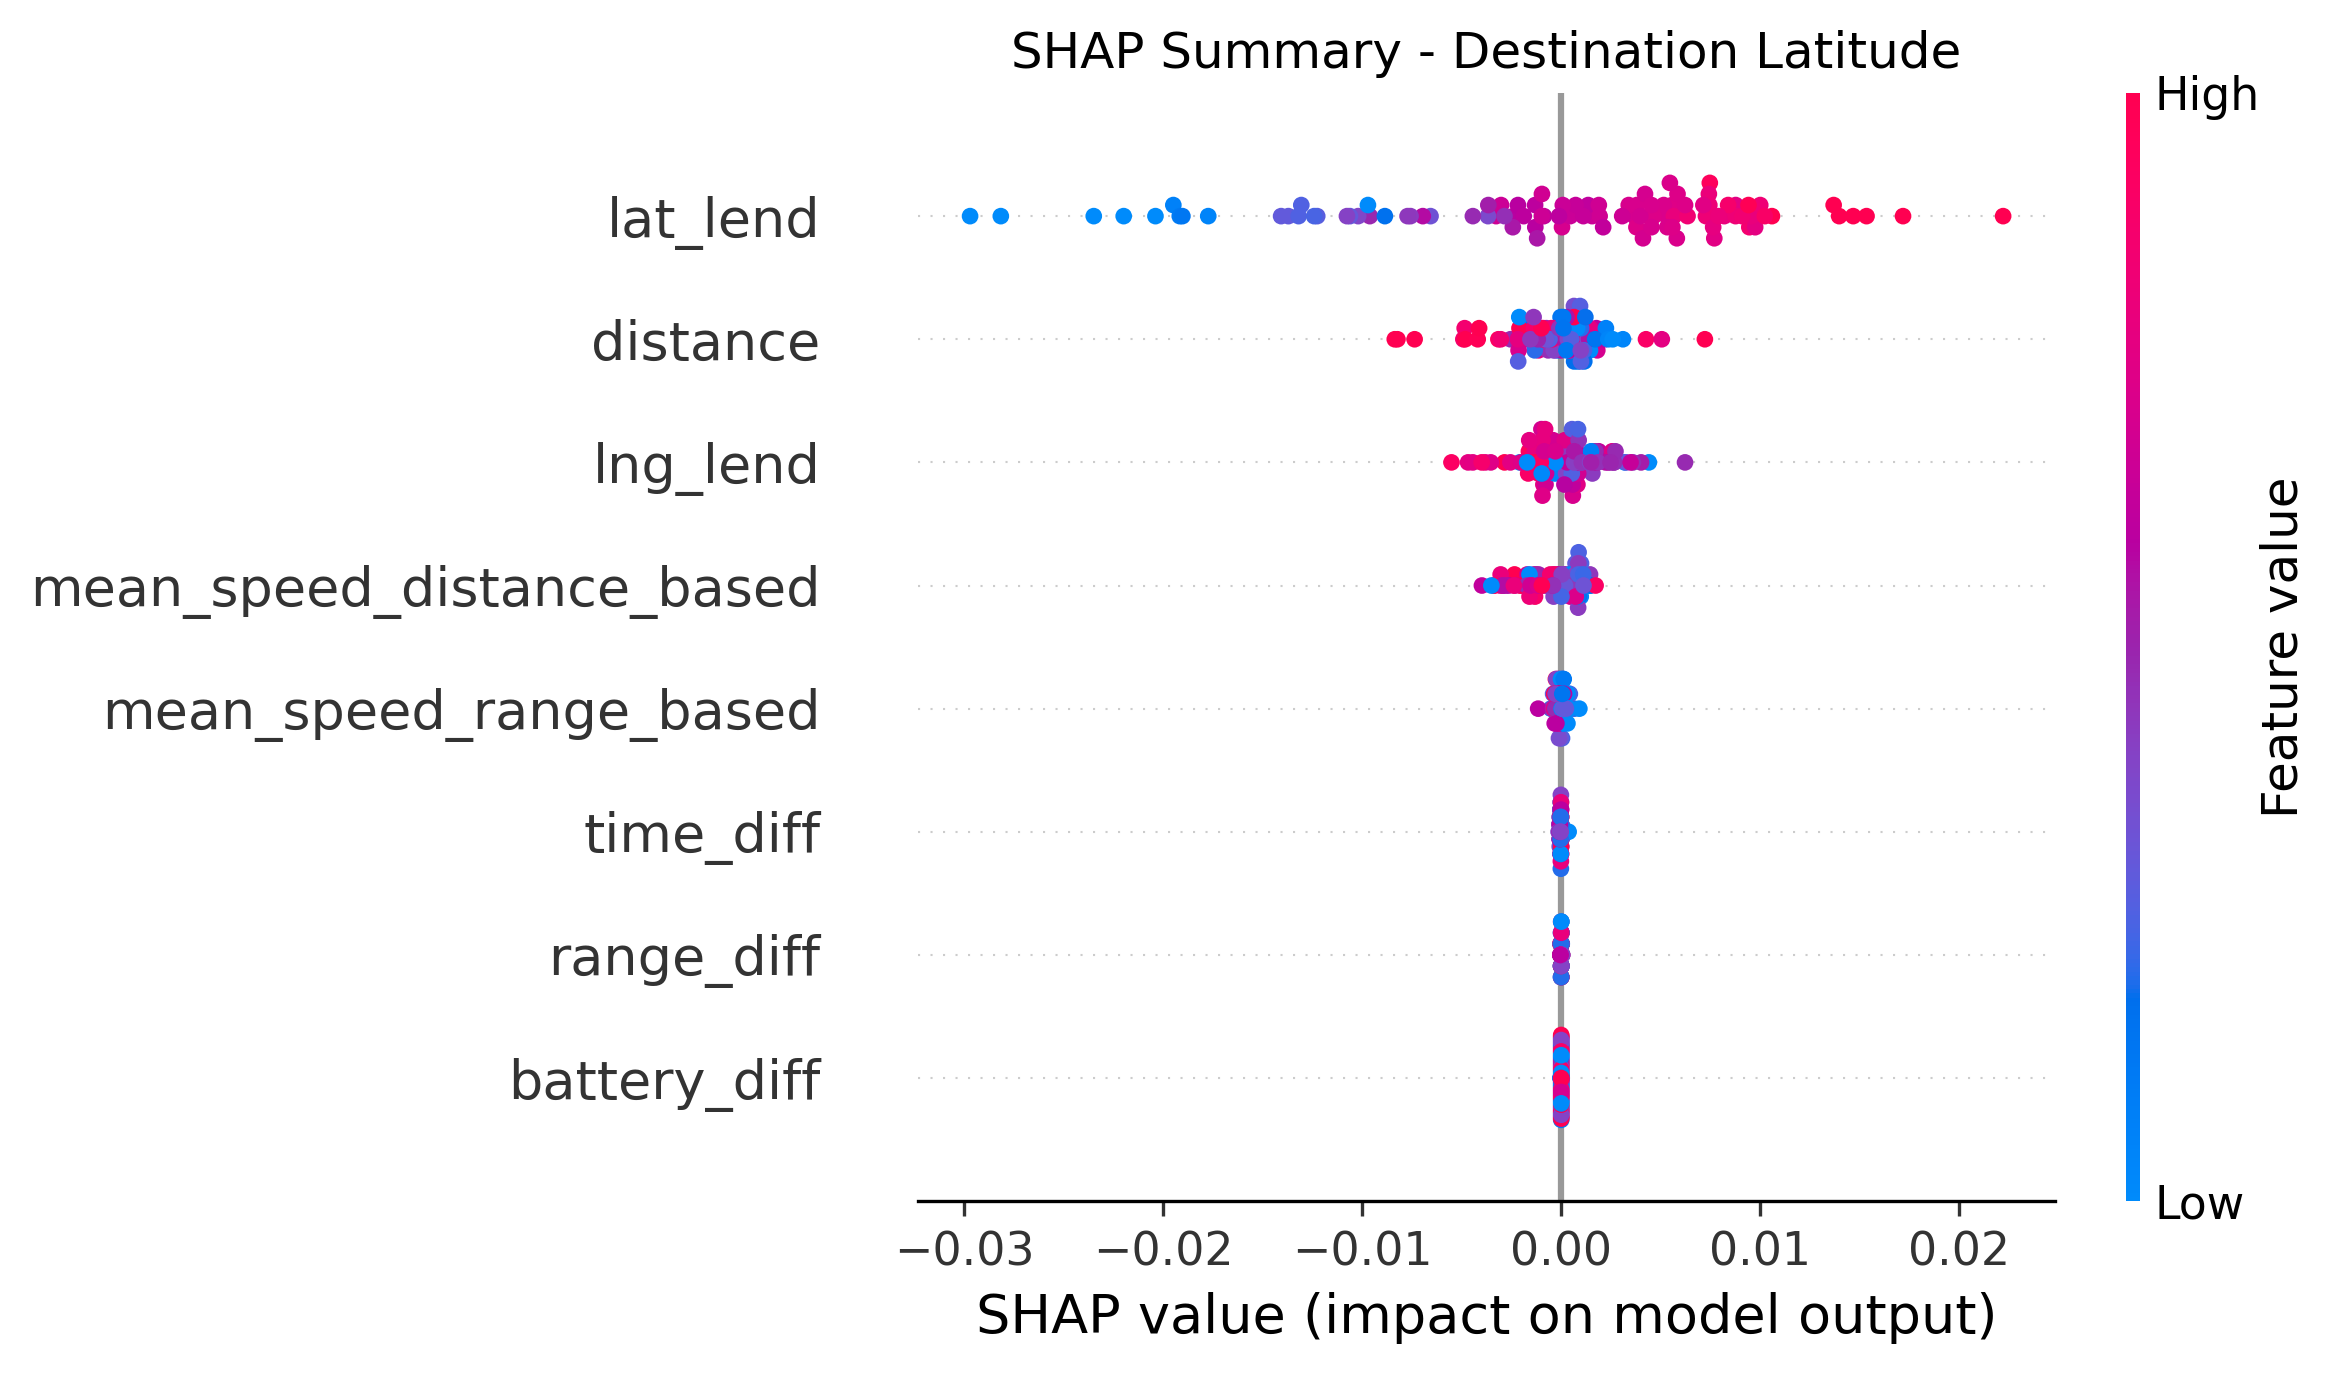 SHAP Summary - Destination Latitude
High
lat_lend
distance
lng_lend
mean_speed_distance_based
mean_speed_range_based
time_diff
range_diff
battery_diff
Feature value
Low
−0.03 −0.02 −0.01 0.00 0.01 0.02
SHAP value (impact on model output)